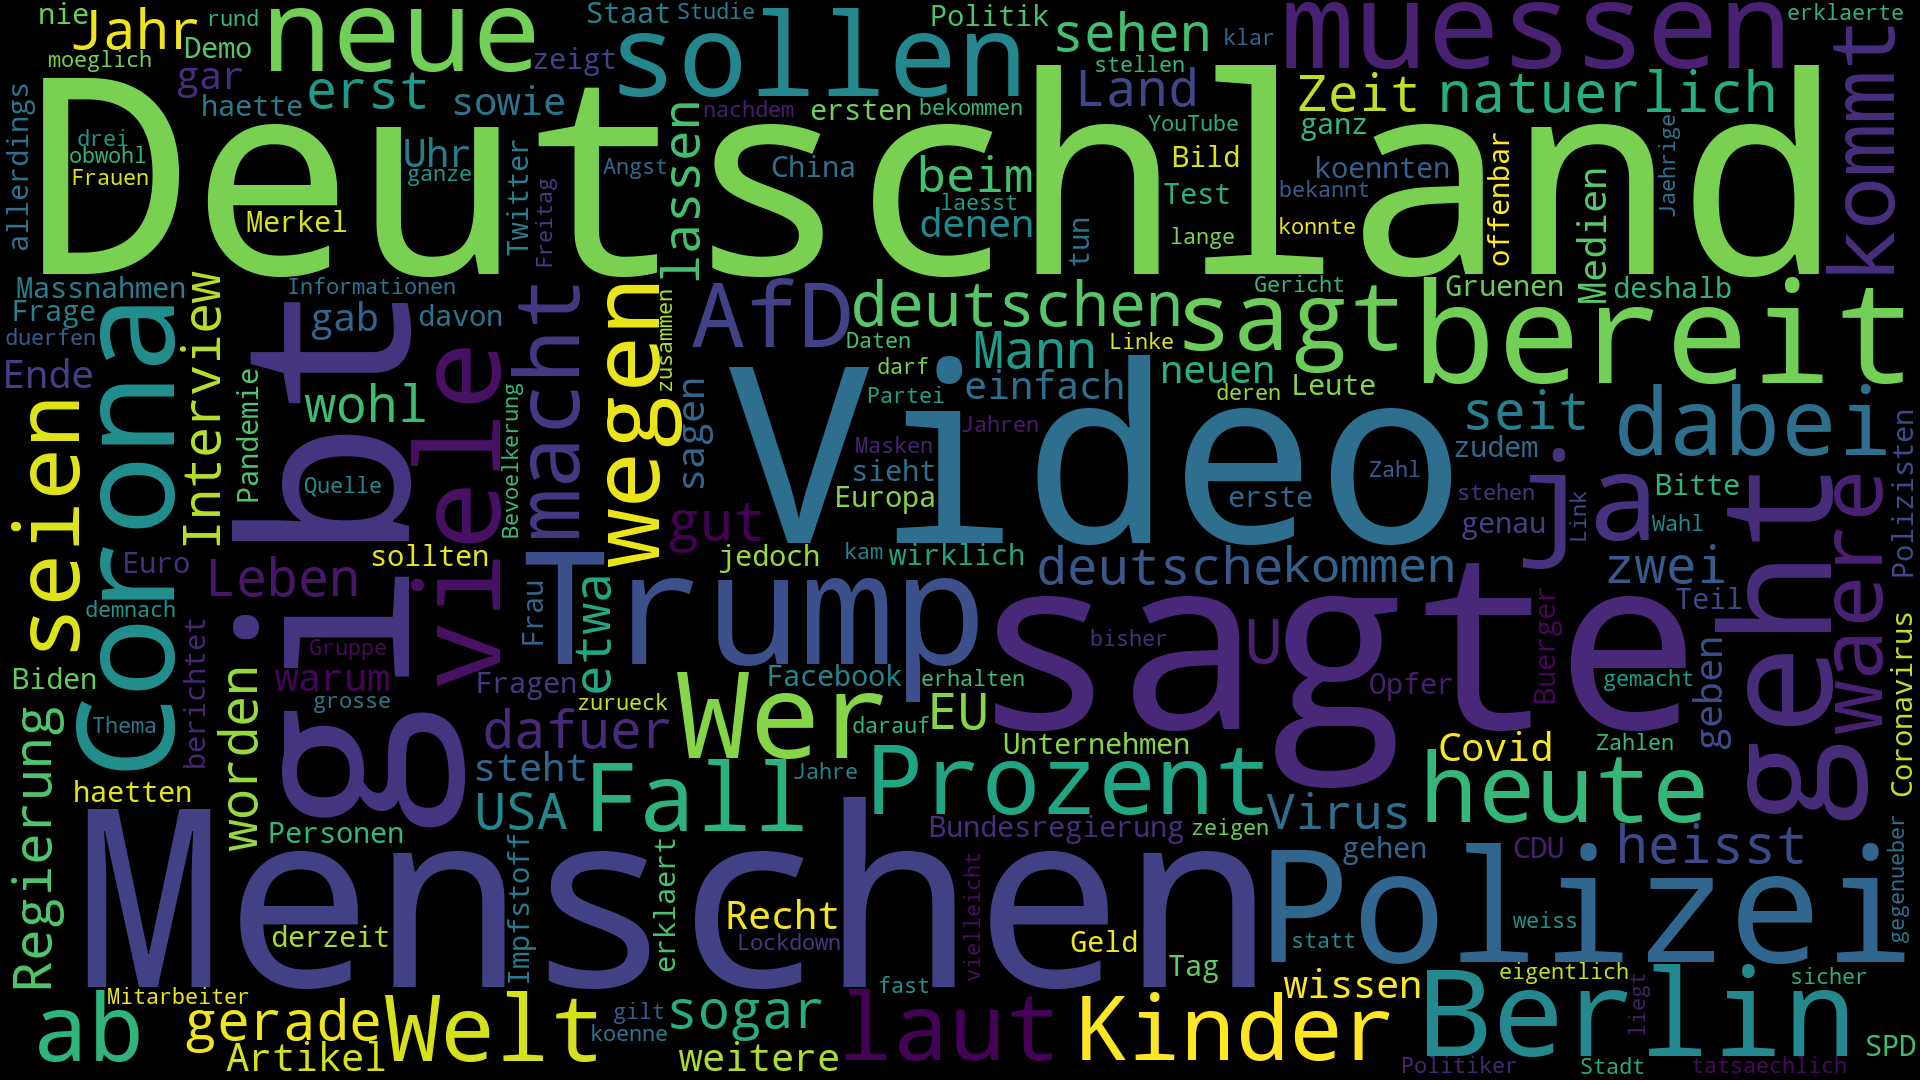 nie
Jahr
rund
Demo
moeglich
gar
haette
neue
erst
sowie
zeigt
Staat
Studie
sollen
Politik
sehen
klar
muessen
erklaerte
stellen
Land
Zeit
natuerlich
kommt
nachdem
ersten
bekommen
YouTube
ganz
allerdings
drei
obwohl
Frauen
Deutschland
Uhr
ganze
Twitter
Freitag
Angst
lassen
China
beim
laesst
denen
Bild
Test
lange
tun
koennten
bekannt
konnte
offenbar
Medien
Jaehrige
Merkel
Massnahmen
Frage
duerfen
Ende
Informationen
gab
davon
Interview
Corona
seien
gibt
viele
macht
wegen
zusammen
AfD
deutschen
sagt
Gericht
Gruenen
deshalb
bereit
Daten
Mann
Linke
darf
einfach
neuen
deren
Leute
Partei
Pandemie
wohl
Bevoelkerung
sagen
Video
Masken
Jahren
sieht
Europa
erste
Zahl
seit
zudem
dabei
stehen
genau
Link
ja
Bitte
Wahl
Polizisten
Quelle
gut
Euro
Leben
sollten
jedoch
kam
wirklich
deutsche
kommen
zwei
Teil
geht
waere
demnach
Frau
etwa
Trump
sagte
bisher
U
Buerger
Opfer
gemacht
geben
Coronavirus
Gruppe
warum
grosse
Fragen
zurueck
Facebook
erhalten
darauf
EU
Wer
Biden
Thema
berichtet
worden
Regierung
dafuer
steht
USA
Fall
Jahre
Unternehmen
Prozent
Covid
Zahlen
heute
haetten
Personen
Bundesregierung
zeigen
Virus
gehen
CDU
heisst
gegenueber
Menschen
derzeit
Impfstoff
erklaert
Recht
Lockdown
vielleicht
Geld
Tag
Polizei
weiss
statt
Mitarbeiter
ab
gerade
Artikel
Welt
gilt
koenne
sogar
weitere
fast
laut
Kinder
wissen
eigentlich
Berlin
liegt
sicher
Politiker
Stadt
tatsaechlich
SPD